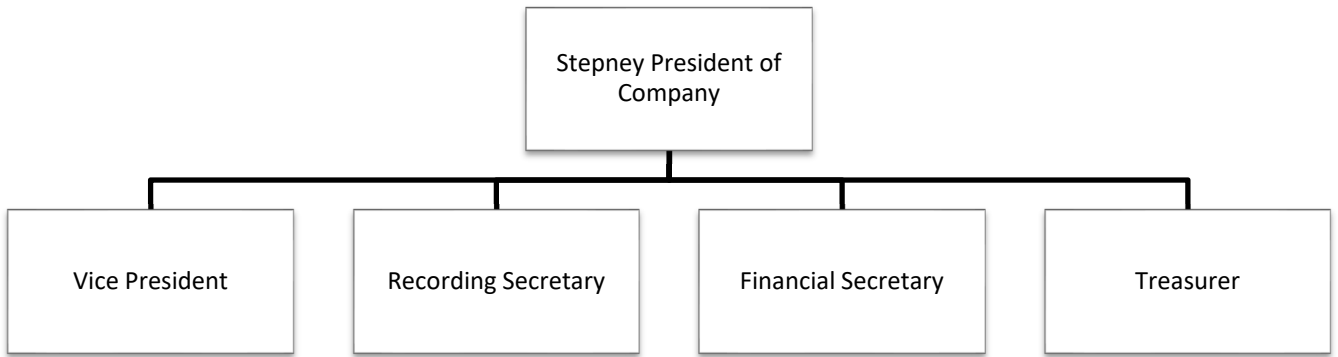 Stepney President of
Company
Vice President
Recording Secretary
Financial Secretary
Treasurer